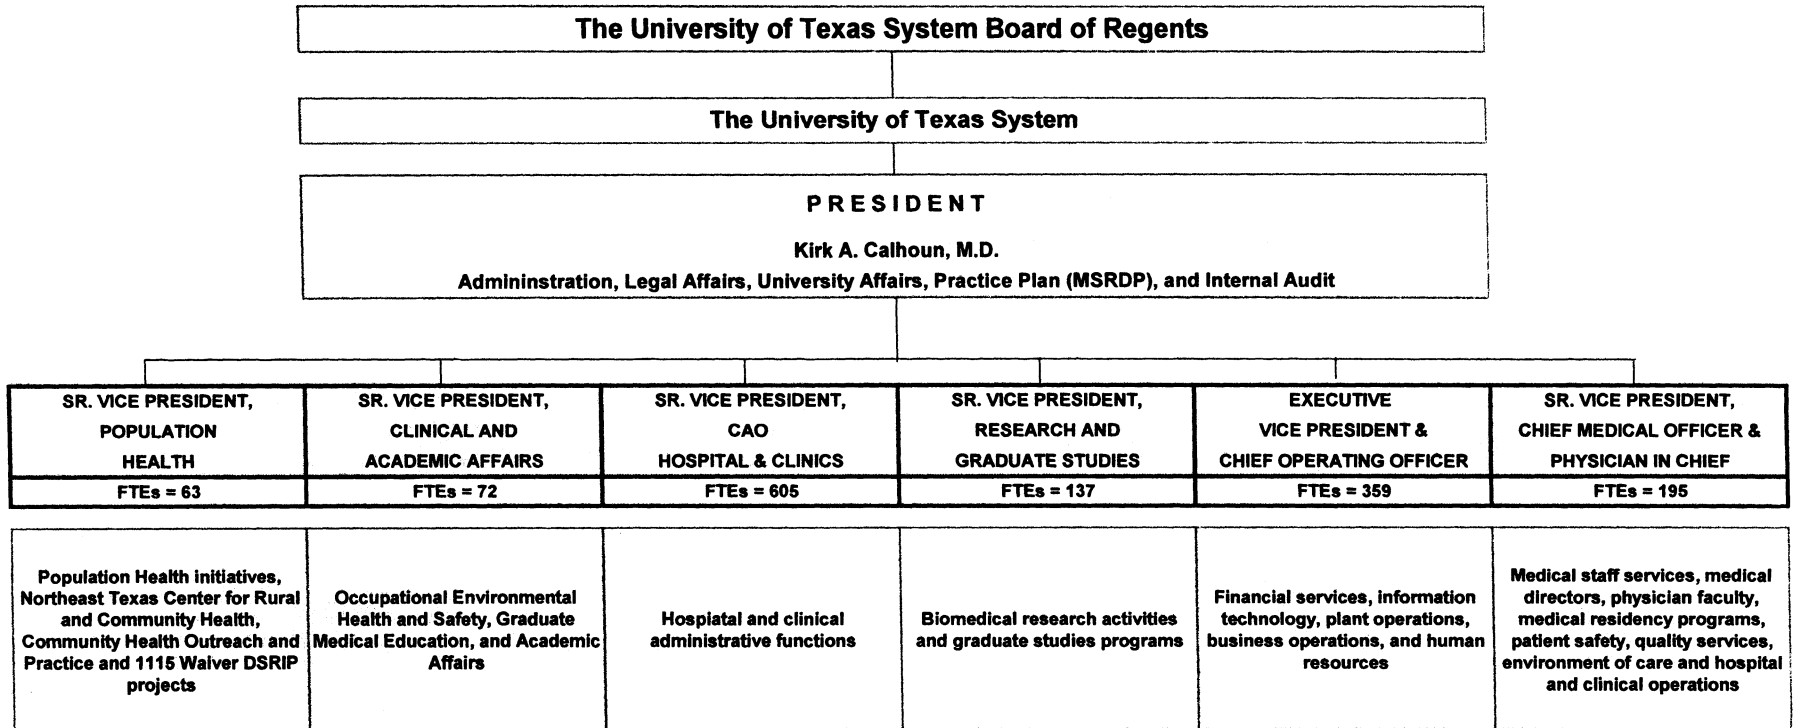 The University of Texas System Board of Regents
The University of Texas System
PRESIDENT
Kirk A. Calhoun, M.D.
Admininstration, Legal Affairs, University Affairs, Practice Plan (MSRDP), and Internal Audit
SR. VICE PRESIDENT,
POPULATION
HEALTH
FTEs = 63
SR. VICE PRESIDENT,
CLINICAL AND
ACADEMIC AFFAIRS
FTEs = 72
SR. VICE PRESIDENT,
CAO
HOSPITAL & CLINICS
FTEs = 605
SR. VICE PRESIDENT,
RESEARCH AND
GRADUATE STUDIES
FTEs = 137
EXECUTIVE
VICE PRESIDENT &
CHIEF OPERATING OFFICER
FTEs = 359
SR. VICE PRESIDENT,
CHIEF MEDICAL OFFICER &
PHYSICIAN IN CHIEF
FTEs = 195
Population Health initiatives,
Northeast Texas Center for Rural
and Community Health,
Community Health Outreach and
Practice and 1115 Waiver DSRIP
projects
Occupational Environmental
Health and Safety, Graduate
Medical Education, and Academic
Affairs
Hospiatal and clinical
administrative functions
Biomedical research activities
and graduate studies programs
Financial services, information
technology, plant operations,
business operations, and human
resources
Medical staff services, medical
directors, physician faculty,
medical residency programs,
patient safety, quality services,
environment of care and hospital
and clinical operations